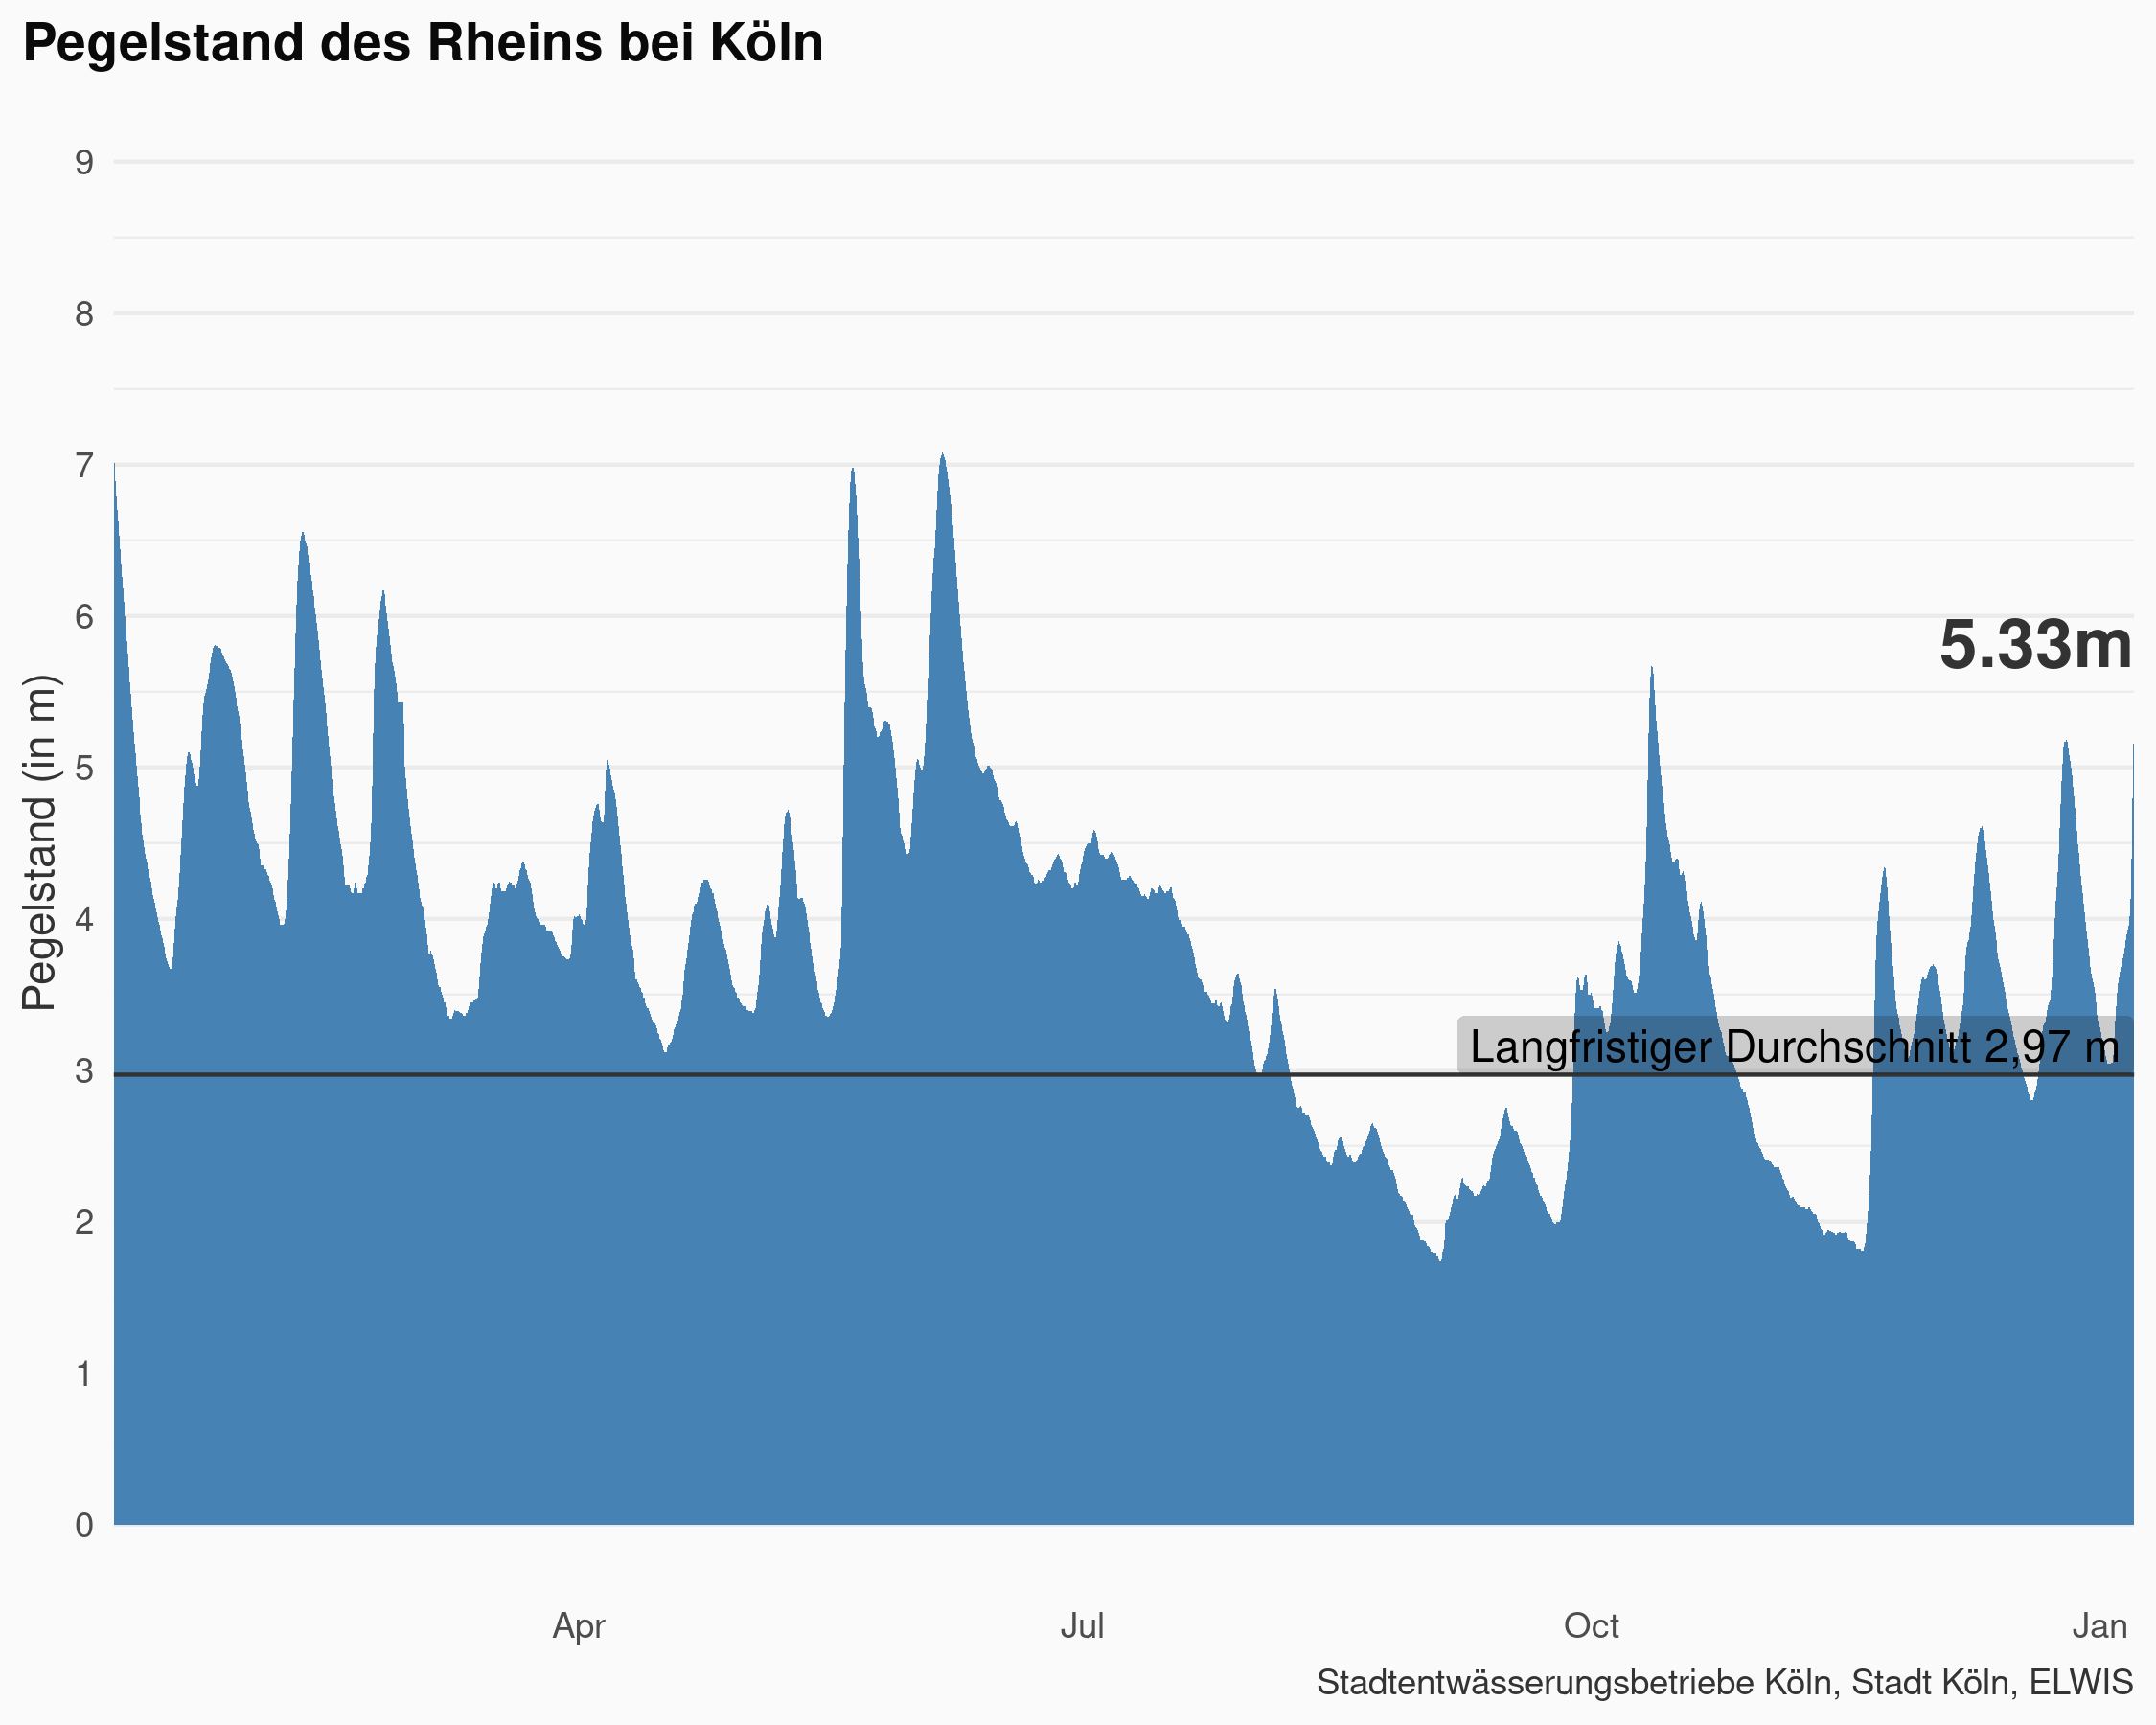 Pegelstand des Rheins bei Köln
Pegelstand (in m)
9
8
7
6
5
4
3
2
1
0
5.33m
Langfristiger Durchschnitt 2,97 m
Apr Jul Oct Jan
Stadtentwässerungsbetriebe Köln, Stadt Köln, ELWIS